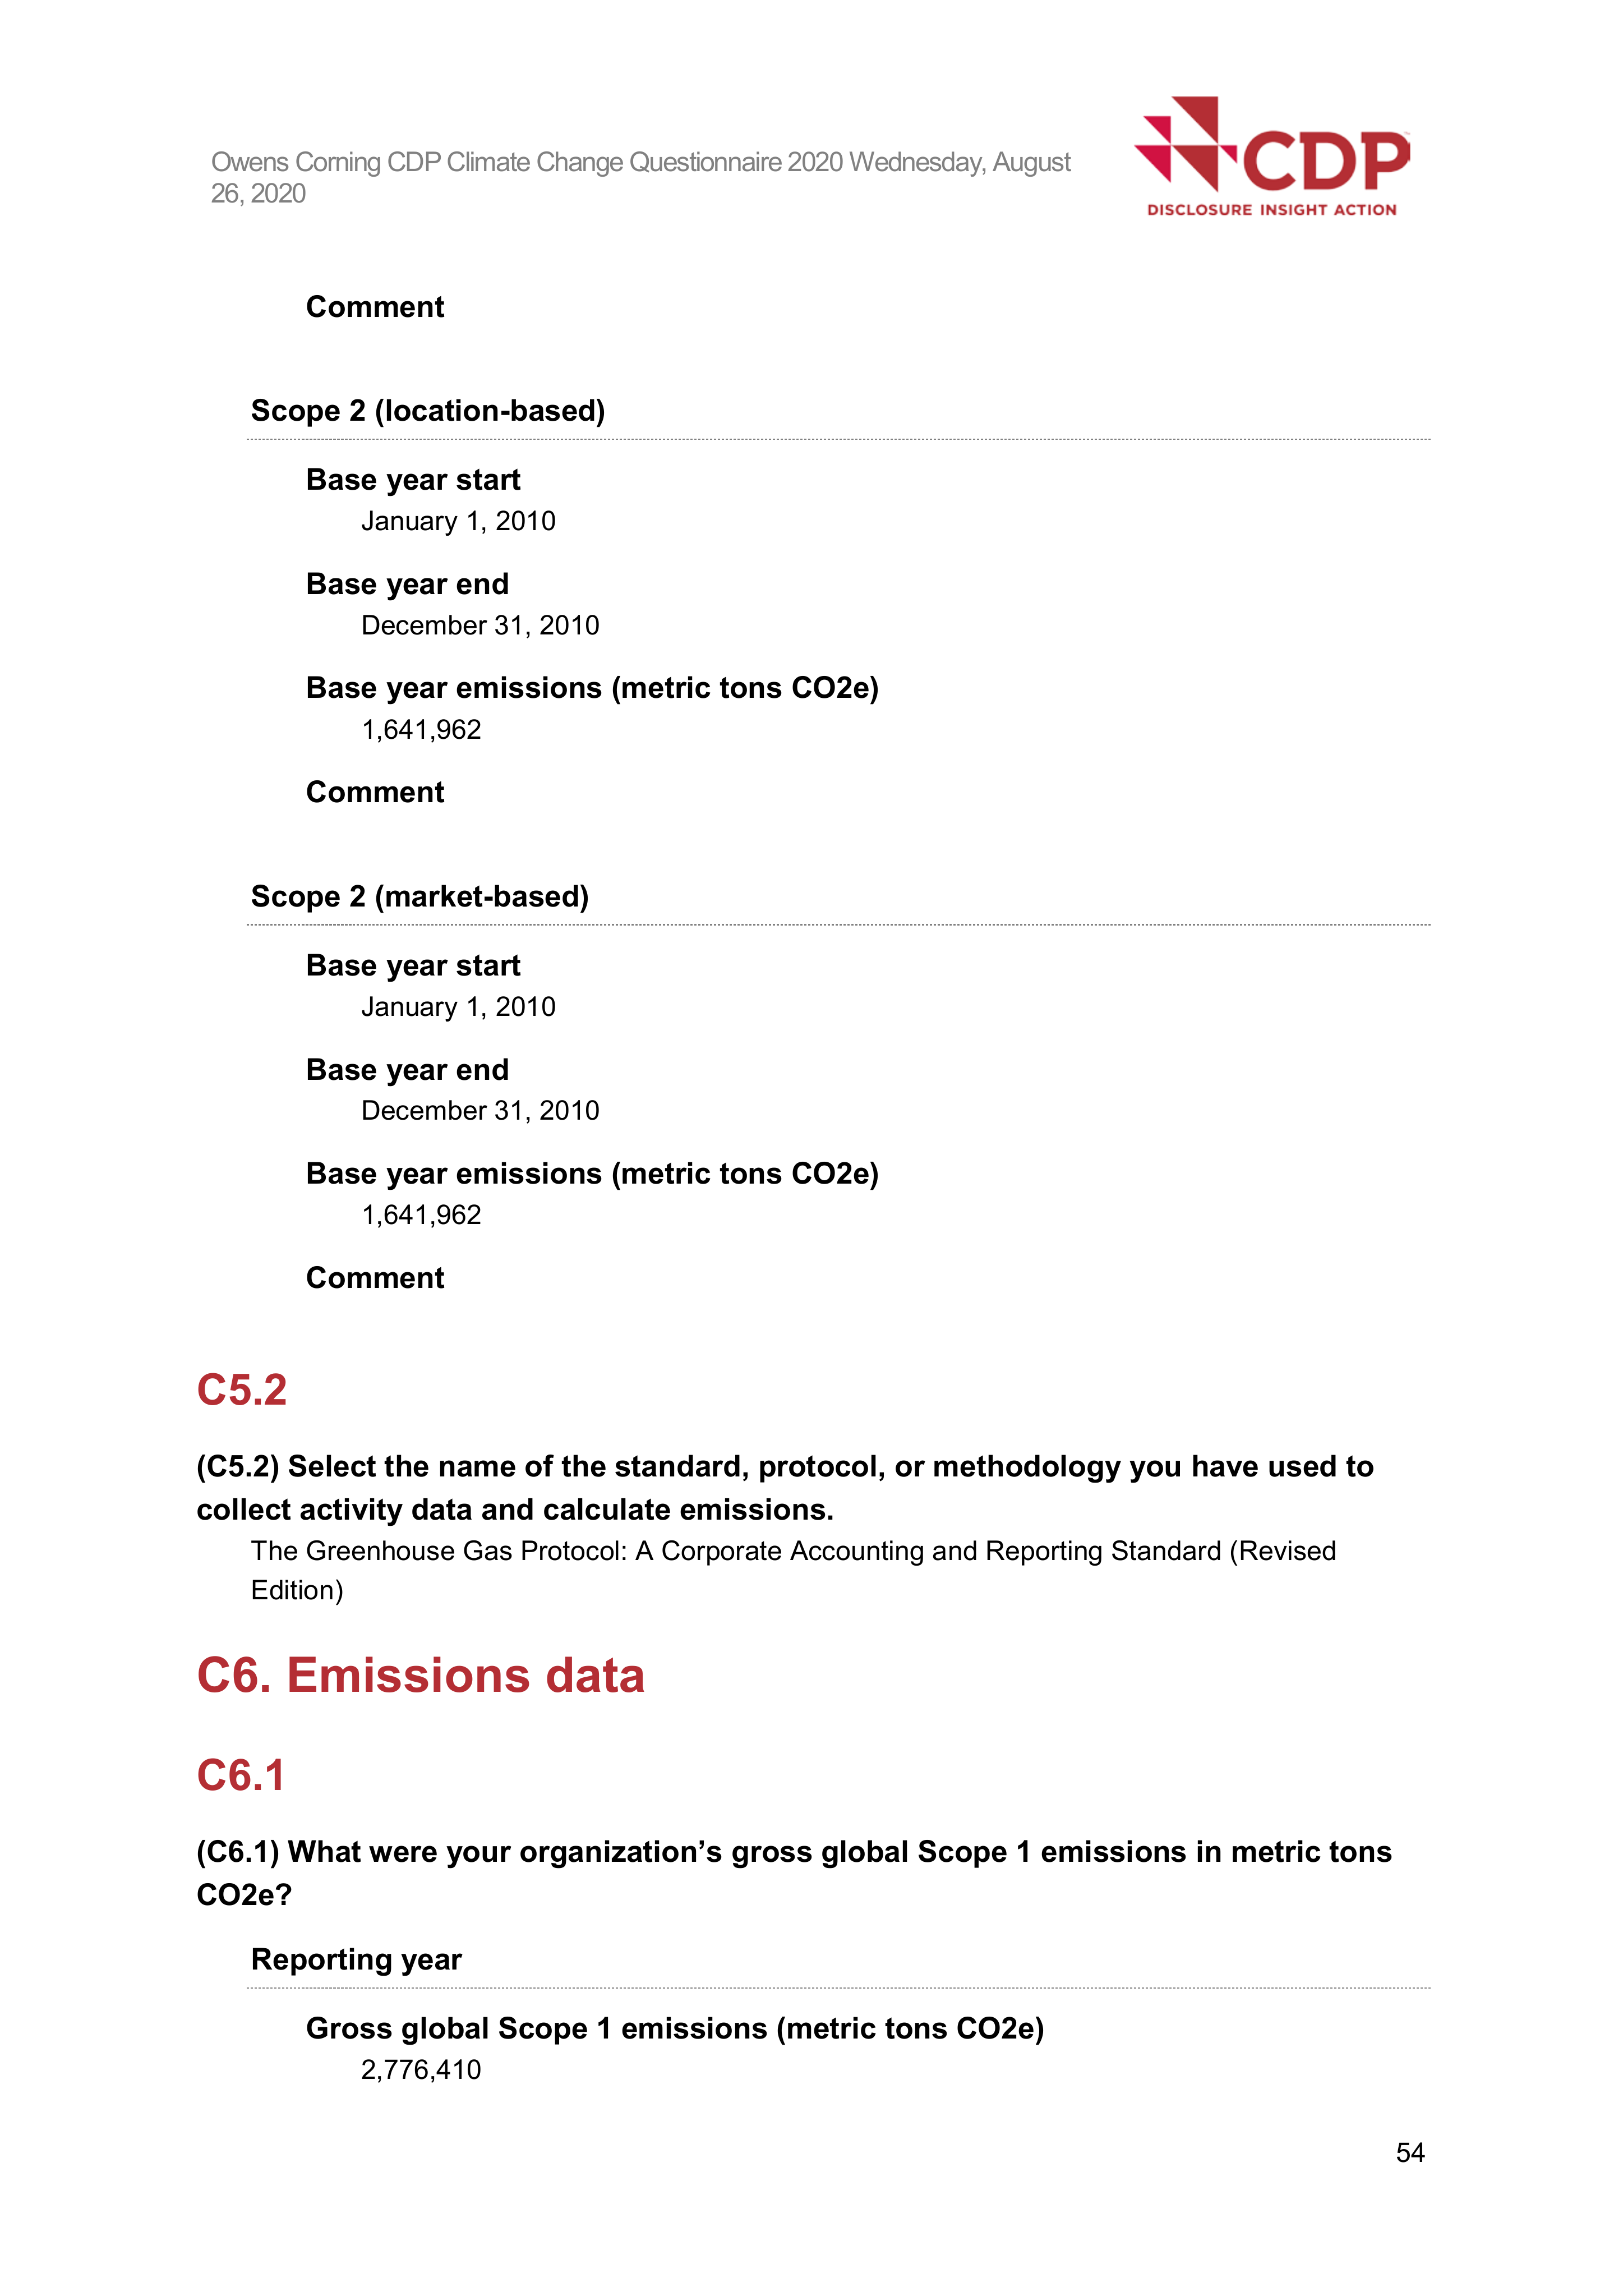 Owens Corning CDP Climate Change Questionnaire 2020 Wednesday, August
26, 2020
CDP
DISCLOSURE INSIGHT ACTION
Comment
Scope 2 (location-based)
Base year start
January 1, 2010
Base year end
December 31, 2010
Base year emissions (metric tons CO2e)
1,641,962
Comment
Scope 2 (market-based)
Base year start
January 1, 2010
Base year end
December 31, 2010
Base year emissions (metric tons CO2e)
1,641,962
Comment
C5.2
(C5.2) Select the name of the standard, protocol, or methodology you have used to
collect activity data and calculate emissions.
The Greenhouse Gas Protocol: A Corporate Accounting and Reporting Standard (Revised
Edition)
C6. Emissions data
C6.1
(C6.1) What were your organization’s gross global Scope 1 emissions in metric tons
CO2e?
Reporting year
Gross global Scope 1 emissions (metric tons CO2e)
2,776,410
54